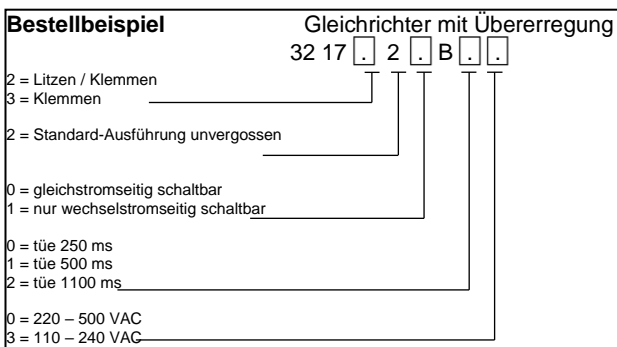 Bestellbeispiel Gleichrichter mit Übererregung
32 17 . 2 . B . .
2 = Litzen / Klemmen
3 = Klemmen
2 = Standard-Ausführung unvergossen
0 = gleichstromseitig schaltbar
1 = nur wechselstromseitig schaltbar
0 = tüe 250 ms
1 = tüe 500 ms
2 = tüe 1100 ms
0 = 220 – 500 VAC
3 = 110 – 240 VAC